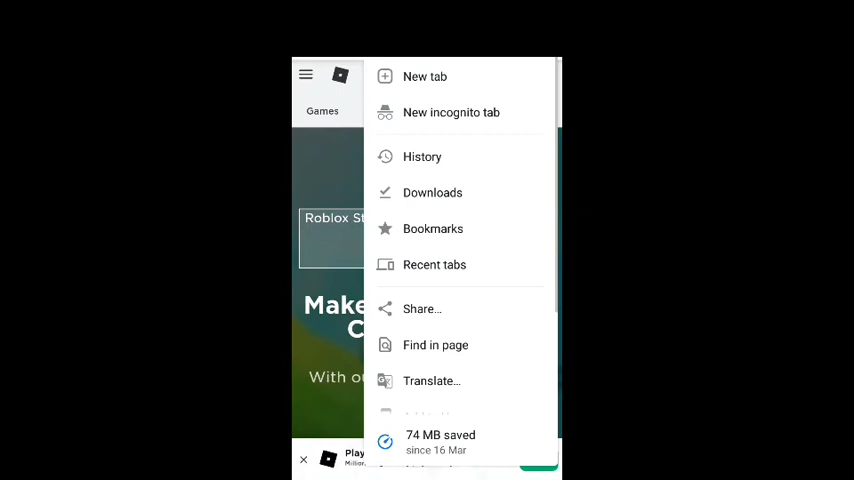 New tab
New incognito tab
Games
History
Downloads
Bookmarks
Roblox St
Recent tabs
Make
Share...
C
Find in page
With ou
Translate...
74 MB saved
since 16 Mar
Play
Million